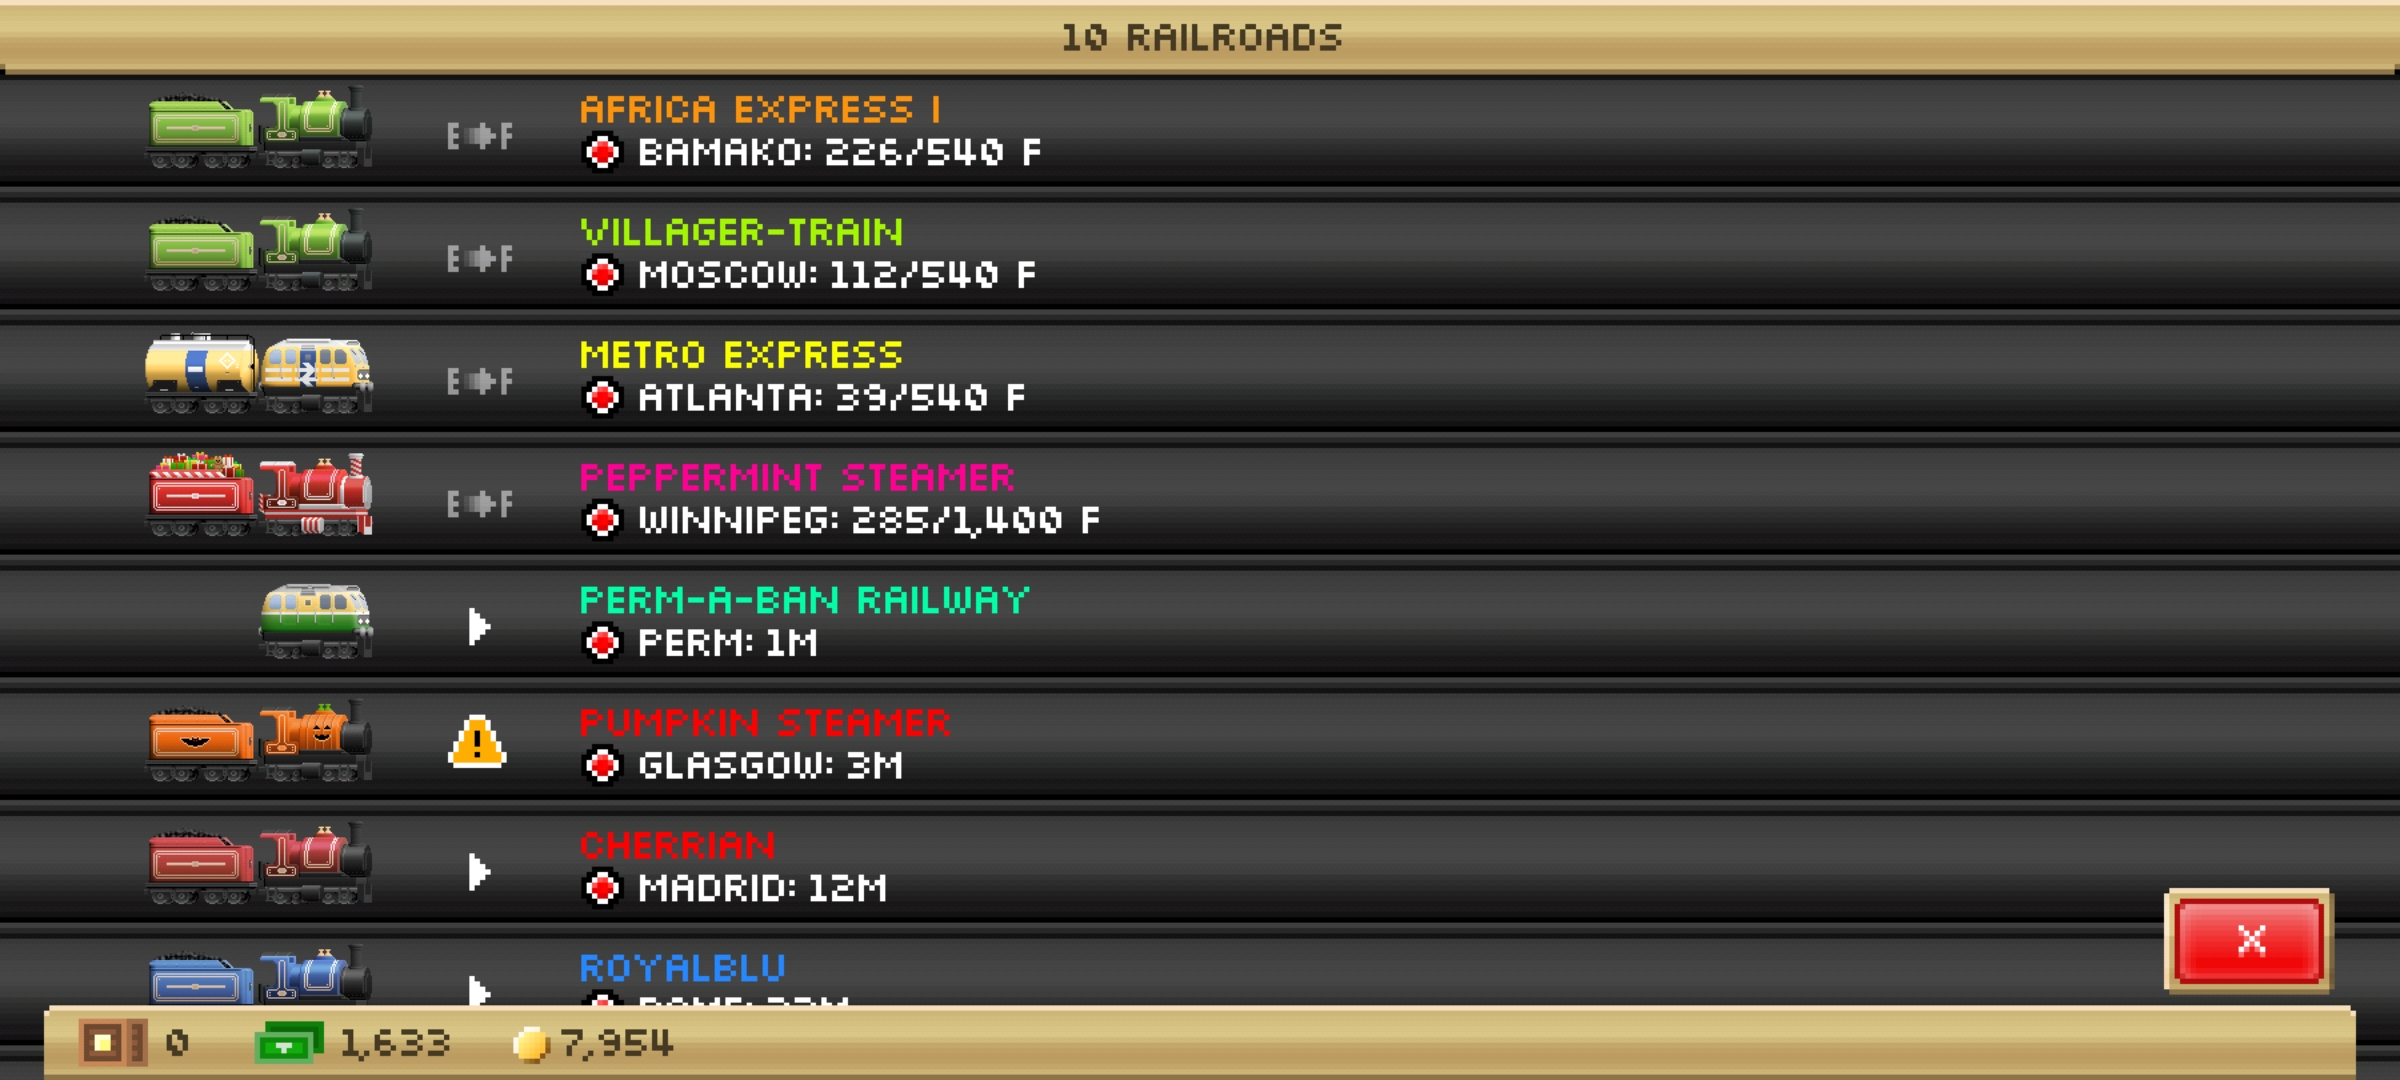 10 RAILROADS
AFRICA EXPRESS I
E F
BAMAKO: 226/540 F
VILLAGER-TRAIN
E F
MOSCOW: 112/540 F
METRO EXPRESS
E F
ATLANTA: 39/540 F
PEPPERMINT STEAMER
E F
WINNIPEG: 285/1,400 F
PERM-A-BAN RAILWAY
PERM: 1M
PUMPKIN STEAMER
!
GLASGOW: 3M
CHERRIAN
MADRID: 12M
X
ROYALBLU
0 1,633 7,954